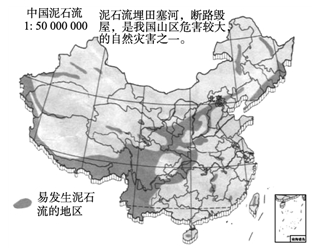 中国泥石流
1: 50 000 000
泥石流埋田塞河，断路毁
屋，是我国山区危害较大
的自然灾害之一。
易发生泥石
流的地区